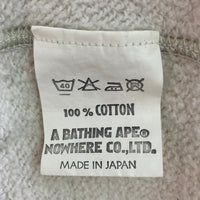 40
100% COTTON
A BATHING APE®
NOWHERE CO.,LTD.
MADE IN JAPAN